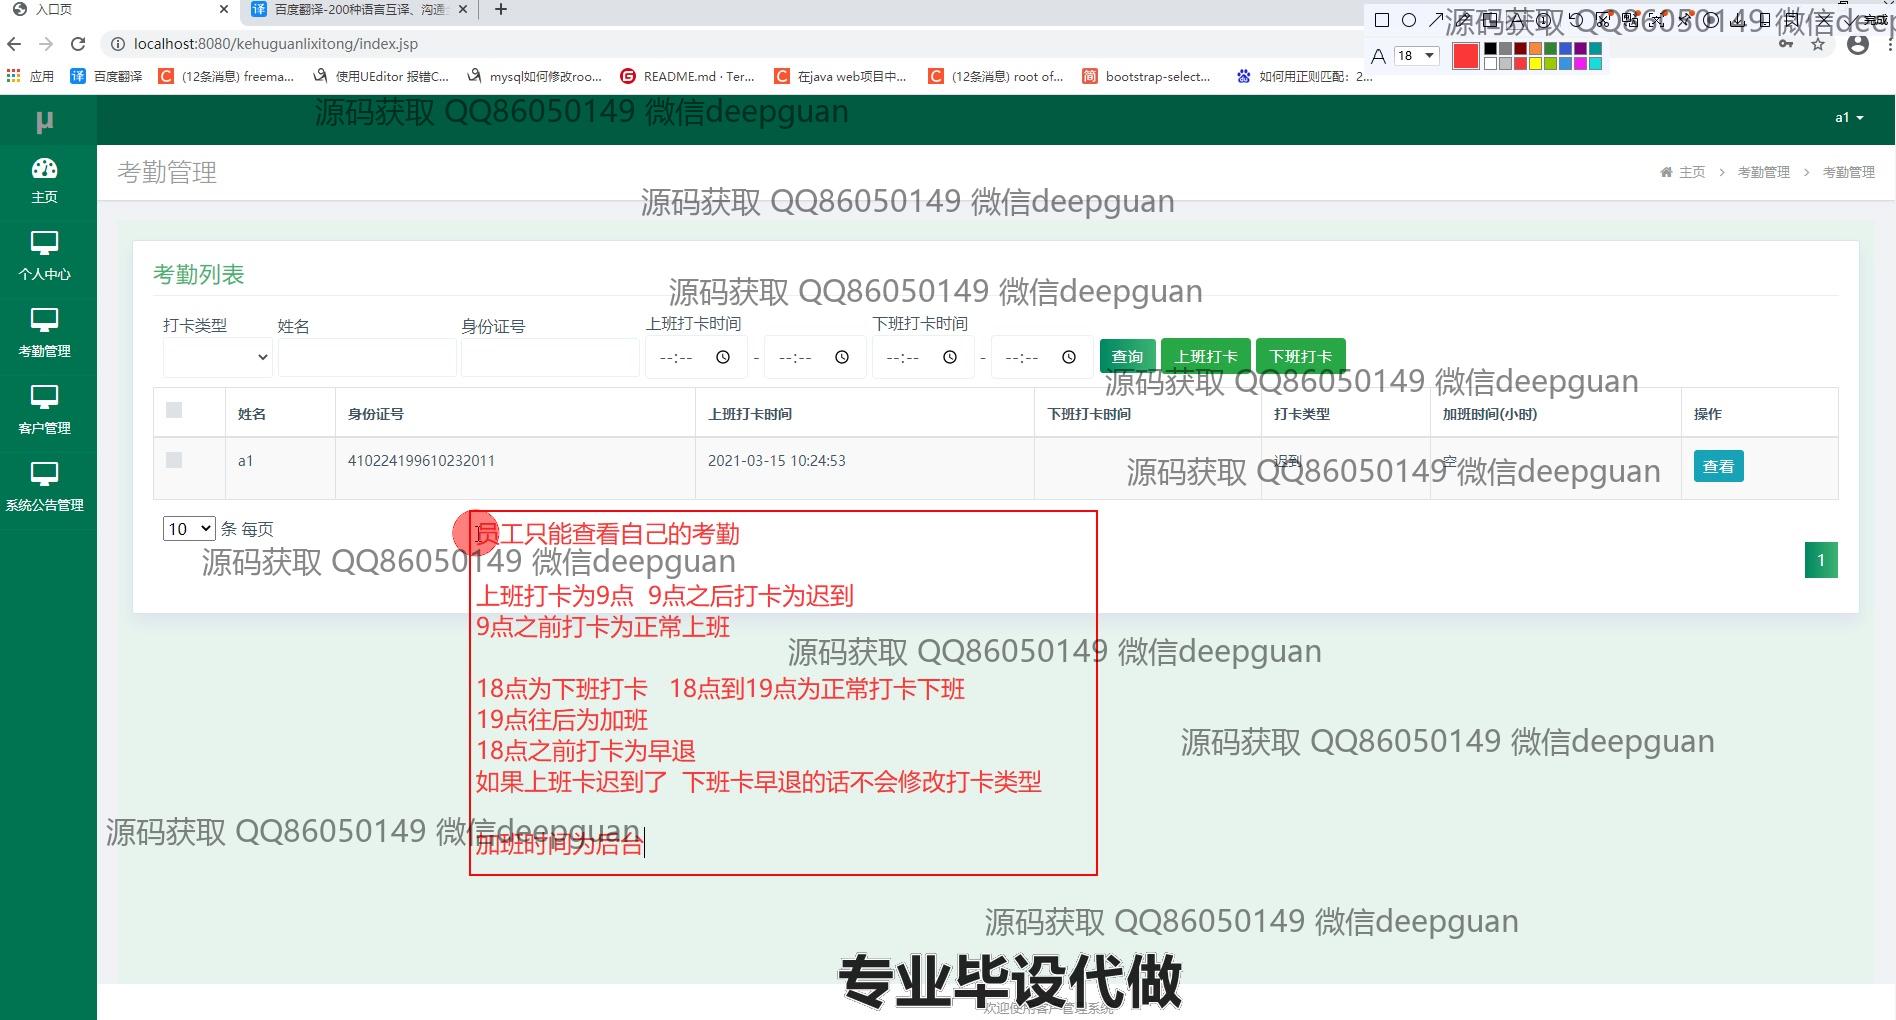 入口页
百度翻译-200种语言互译、沟通
localhost:8080/kehuguanlixitong/index.jsp
完成
A 18
应用
百度翻译
(12条消息) freema...
使用UEditor 报错C...
mysql如何修改roo...
README.md · Ter...
在java web项目中...
(12条消息) root of...
bootstrap-select...
如何用正则匹配：2...
源码获取 QQ86050149 微信deepguan
μ
源码获取 QQ86050149 微信deepguan
a1
考勤管理
主页 > 考勤管理 > 考勤管理
主页
个人中心
考勤管理
客户管理
系统公告管理
源码获取 QQ86050149 微信deepguan
考勤列表
源码获取 QQ86050149 微信deepguan
打卡类型 姓名 身份证号 上班打卡时间 下班打卡时间
--:-- - --:-- --:-- - --:-- 查询 上班打卡 下班打卡
源码获取 QQ86050149 微信deepguan
姓名 身份证号 上班打卡时间 下班打卡时间 打卡类型 加班时间(小时) 操作
a1 410224199610232011 2021-03-15 10:24:53 迟到 空 查看
源码获取 QQ86050149 微信deepguan
10 条 每页
员工只能查看自己的考勤
源码获取 QQ86050149 微信deepguan
1
上班打卡为9点 9点之后打卡为迟到
9点之前打卡为正常上班
源码获取 QQ86050149 微信deepguan
18点为下班打卡 18点到19点为正常打卡下班
19点往后为加班
18点之前打卡为早退
源码获取 QQ86050149 微信deepguan
如果上班卡迟到了 下班卡早退的话不会修改打卡类型
源码获取 QQ86050149 微信deepguan
加班时间为后台
源码获取 QQ86050149 微信deepguan
专业毕设代做
欢迎使用客户管理系统